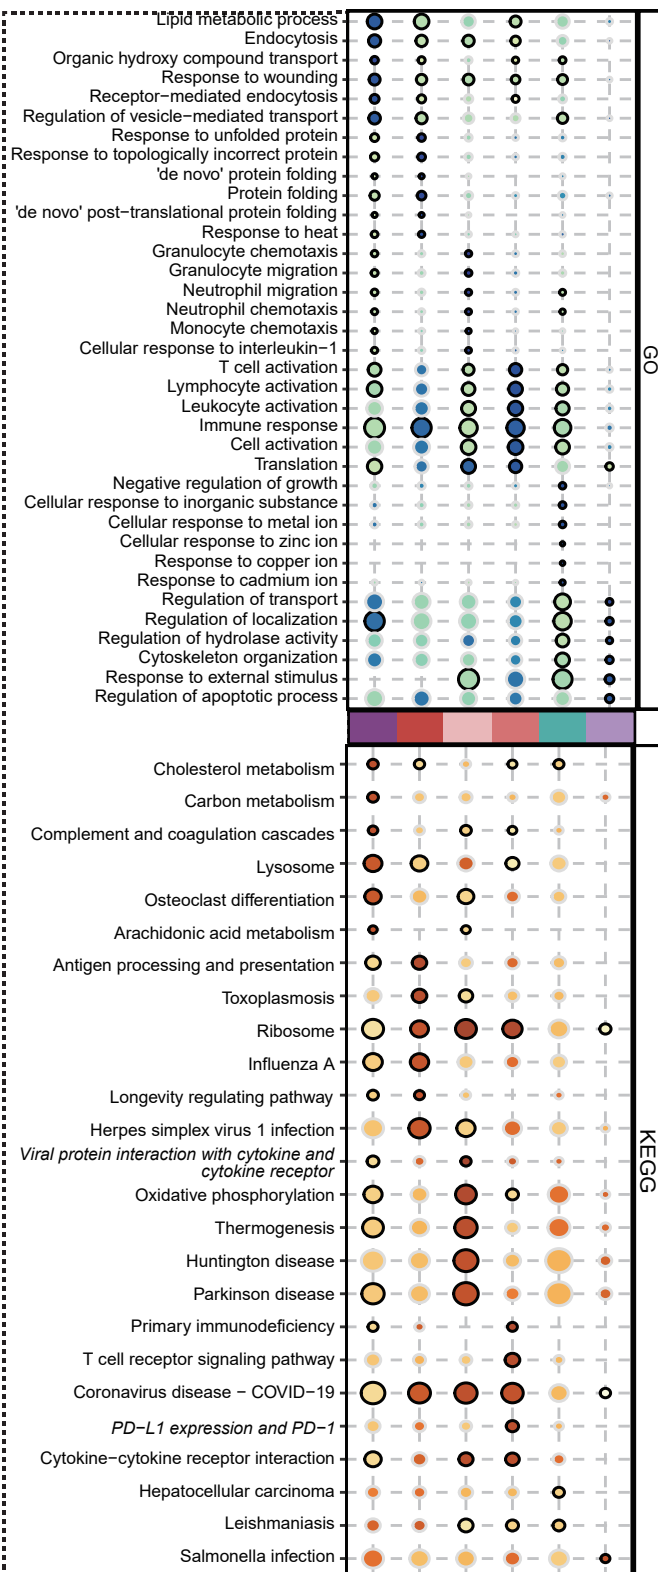 Lipid metabolic process
Endocytosis
Organic hydroxy compound transport
Response to wounding
Receptor−mediated endocytosis
Regulation of vesicle−mediated transport
Response to unfolded protein
Response to topologically incorrect protein
'de novo' protein folding
Protein folding
'de novo' post−translational protein folding
Response to heat
Granulocyte chemotaxis
Granulocyte migration
Neutrophil migration
Neutrophil chemotaxis
Monocyte chemotaxis
Cellular response to interleukin−1
T cell activation
Lymphocyte activation
Leukocyte activation
Immune response
Cell activation
Translation
Negative regulation of growth
Cellular response to inorganic substance
Cellular response to metal ion
Cellular response to zinc ion
Response to copper ion
Response to cadmium ion
Regulation of transport
Regulation of localization
Regulation of hydrolase activity
Cytoskeleton organization
Response to external stimulus
Regulation of apoptotic process
GO
Cholesterol metabolism
Carbon metabolism
Complement and coagulation cascades
Lysosome
Osteoclast differentiation
Arachidonic acid metabolism
Antigen processing and presentation
Toxoplasmosis
Ribosome
Influenza A
Longevity regulating pathway
Herpes simplex virus 1 infection
Viral protein interaction with cytokine and
cytokine receptor
Oxidative phosphorylation
Thermogenesis
Huntington disease
Parkinson disease
Primary immunodeficiency
T cell receptor signaling pathway
Coronavirus disease − COVID−19
PD−L1 expression and PD−1
Cytokine−cytokine receptor interaction
Hepatocellular carcinoma
Leishmaniasis
Salmonella infection
KEGG